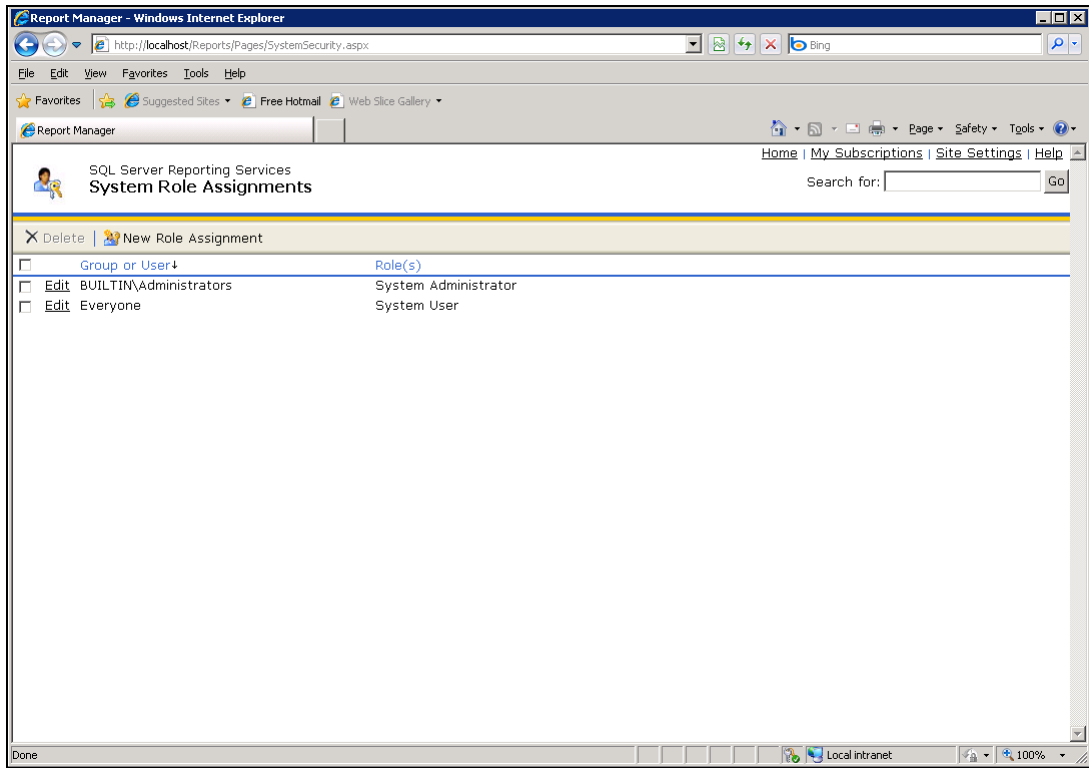 Report Manager - Windows Internet Explorer
http://localhost/Reports/Pages/SystemSecurity.aspx
Bing
File Edit View Favorites Tools Help
Favorites Suggested Sites Free Hotmail Web Slice Gallery
Report Manager Page Safety Tools
Home | My Subscriptions | Site Settings | Help
SQL Server Reporting Services
System Role Assignments
Search for: Go
Delete | New Role Assignment
Group or User↓ Role(s)
Edit BUILTIN\Administrators System Administrator
Edit Everyone System User
Done Local intranet 100%